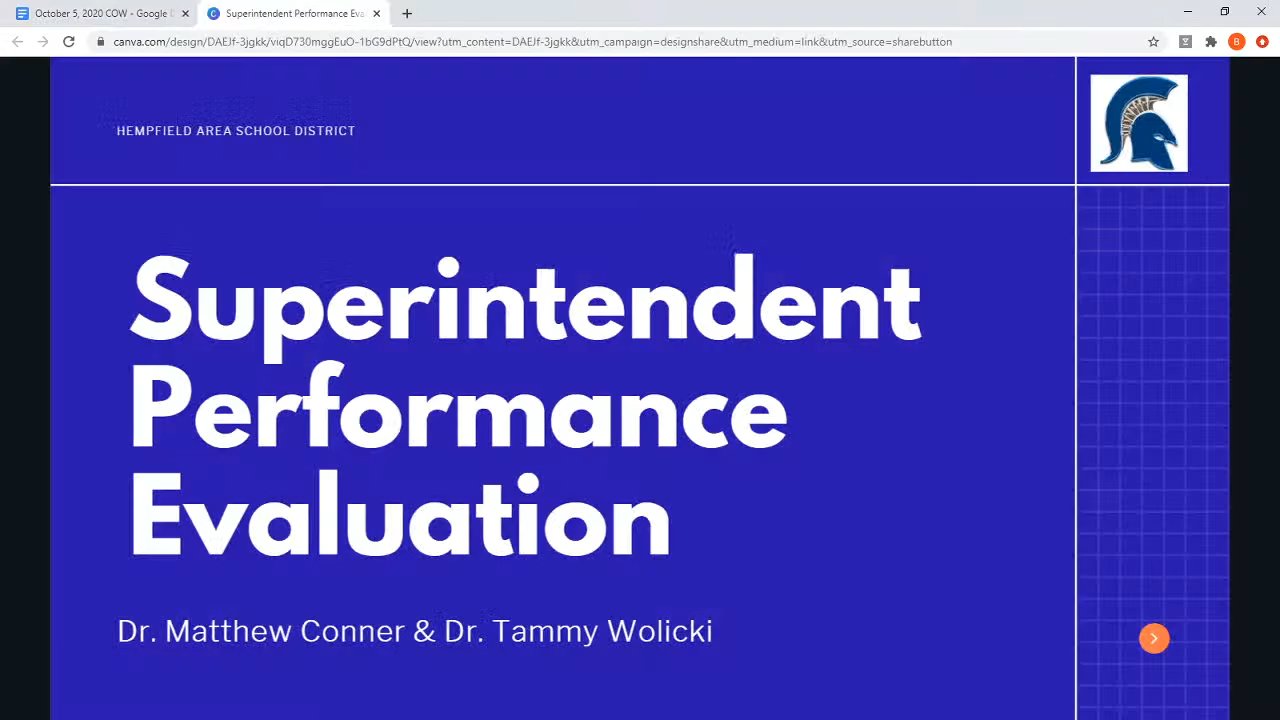 October 5, 2020 COW - Google D
Superintendent Performance Eva
canva.com/design/DAEJf-3jgkk/viqD730mggEuO-1bG9dPtQ/view?utm_content=DAEJf-3jgkk&utm_campaign=designshare&utm_medium=link&utm_source=sharebutton
B
HEMPFIELD AREA SCHOOL DISTRICT
Superintendent
Performance
Evaluation
Dr. Matthew Conner & Dr. Tammy Wolicki